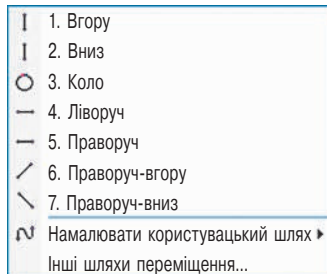 1. Вгору
2. Вниз
3. Коло
4. Ліворуч
5. Праворуч
6. Праворуч-вгору
7. Праворуч-вниз
Намалювати користувацький шлях
Інші шляхи переміщення...